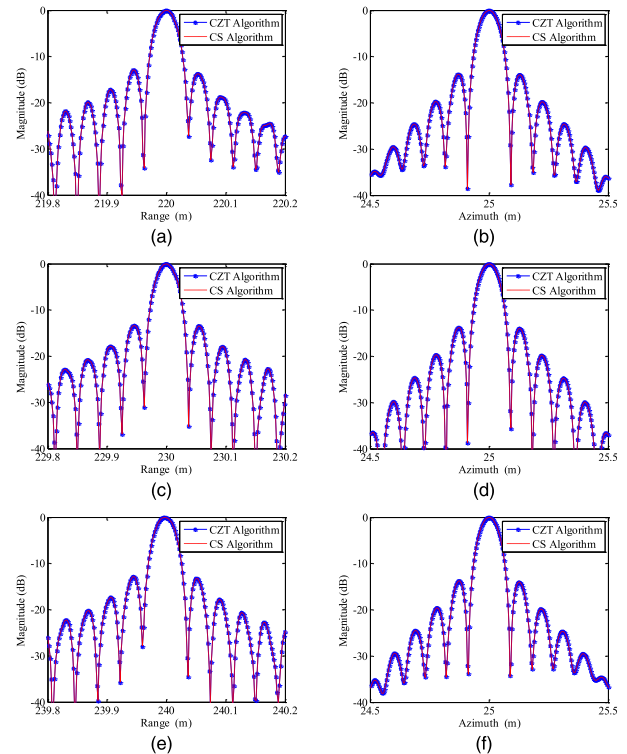 0
-10
-20
-30
-40
Magnitude (dB)
CZT Algorithm
CS Algorithm
219.8 219.9 220 220.1 220.2
Range (m)
(a)
0
-10
-20
-30
-40
Magnitude (dB)
CZT Algorithm
CS Algorithm
24.5 25 25.5
Azimuth (m)
(b)
0
-10
-20
-30
-40
Magnitude (dB)
CZT Algorithm
CS Algorithm
229.8 229.9 230 230.1 230.2
Range (m)
(c)
0
-10
-20
-30
-40
Magnitude (dB)
CZT Algorithm
CS Algorithm
24.5 25 25.5
Azimuth (m)
(d)
0
-10
-20
-30
-40
Magnitude (dB)
CZT Algorithm
CS Algorithm
239.8 239.9 240 240.1 240.2
Range (m)
(e)
0
-10
-20
-30
-40
Magnitude (dB)
CZT Algorithm
CS Algorithm
24.5 25 25.5
Azimuth (m)
(f)